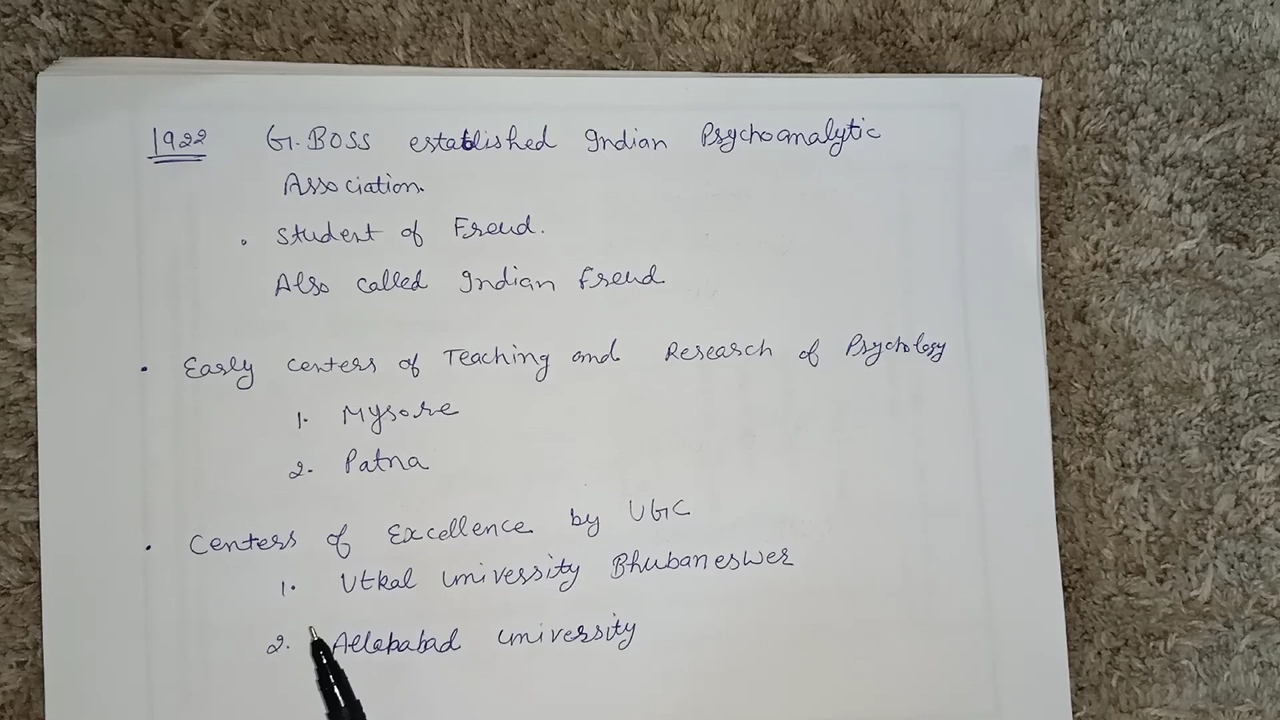 1922 G. BOSS established Indian Psychoanalytic
Association.
• Student of Freud.
Also called Indian Freud
• Early centers of Teaching and Research of Psychology
1. Mysore
2. Patna
• Centers of Excellence by UGC
1. Utkal University Bhubaneswer
2. Allahabad University